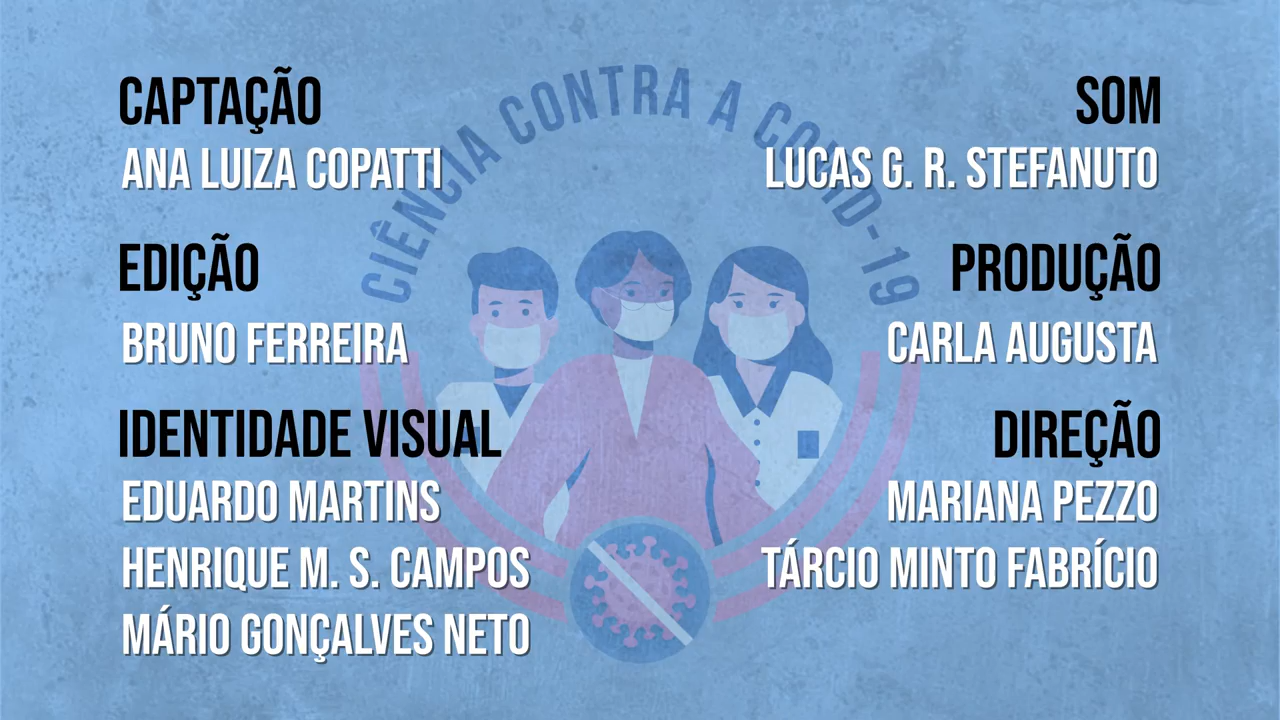 CIÊNCIA CONTRA A COVID-19
CAPTAÇÃO
ANA LUIZA COPATTI
EDIÇÃO
BRUNO FERREIRA
IDENTIDADE VISUAL
EDUARDO MARTINS
HENRIQUE M. S. CAMPOS
MÁRIO GONÇALVES NETO
SOM
LUCAS G. R. STEFANUTO
PRODUÇÃO
CARLA AUGUSTA
DIREÇÃO
MARIANA PEZZO
TÁRCIO MINTO FABRÍCIO